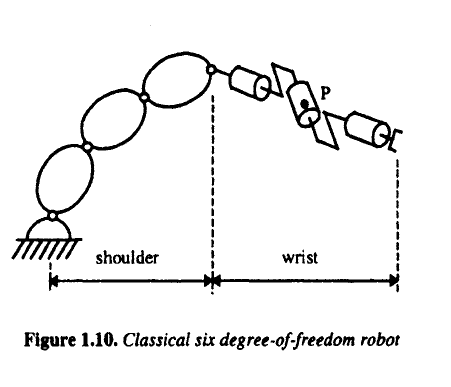 P
shoulder
wrist
Figure 1.10. Classical six degree-of-freedom robot